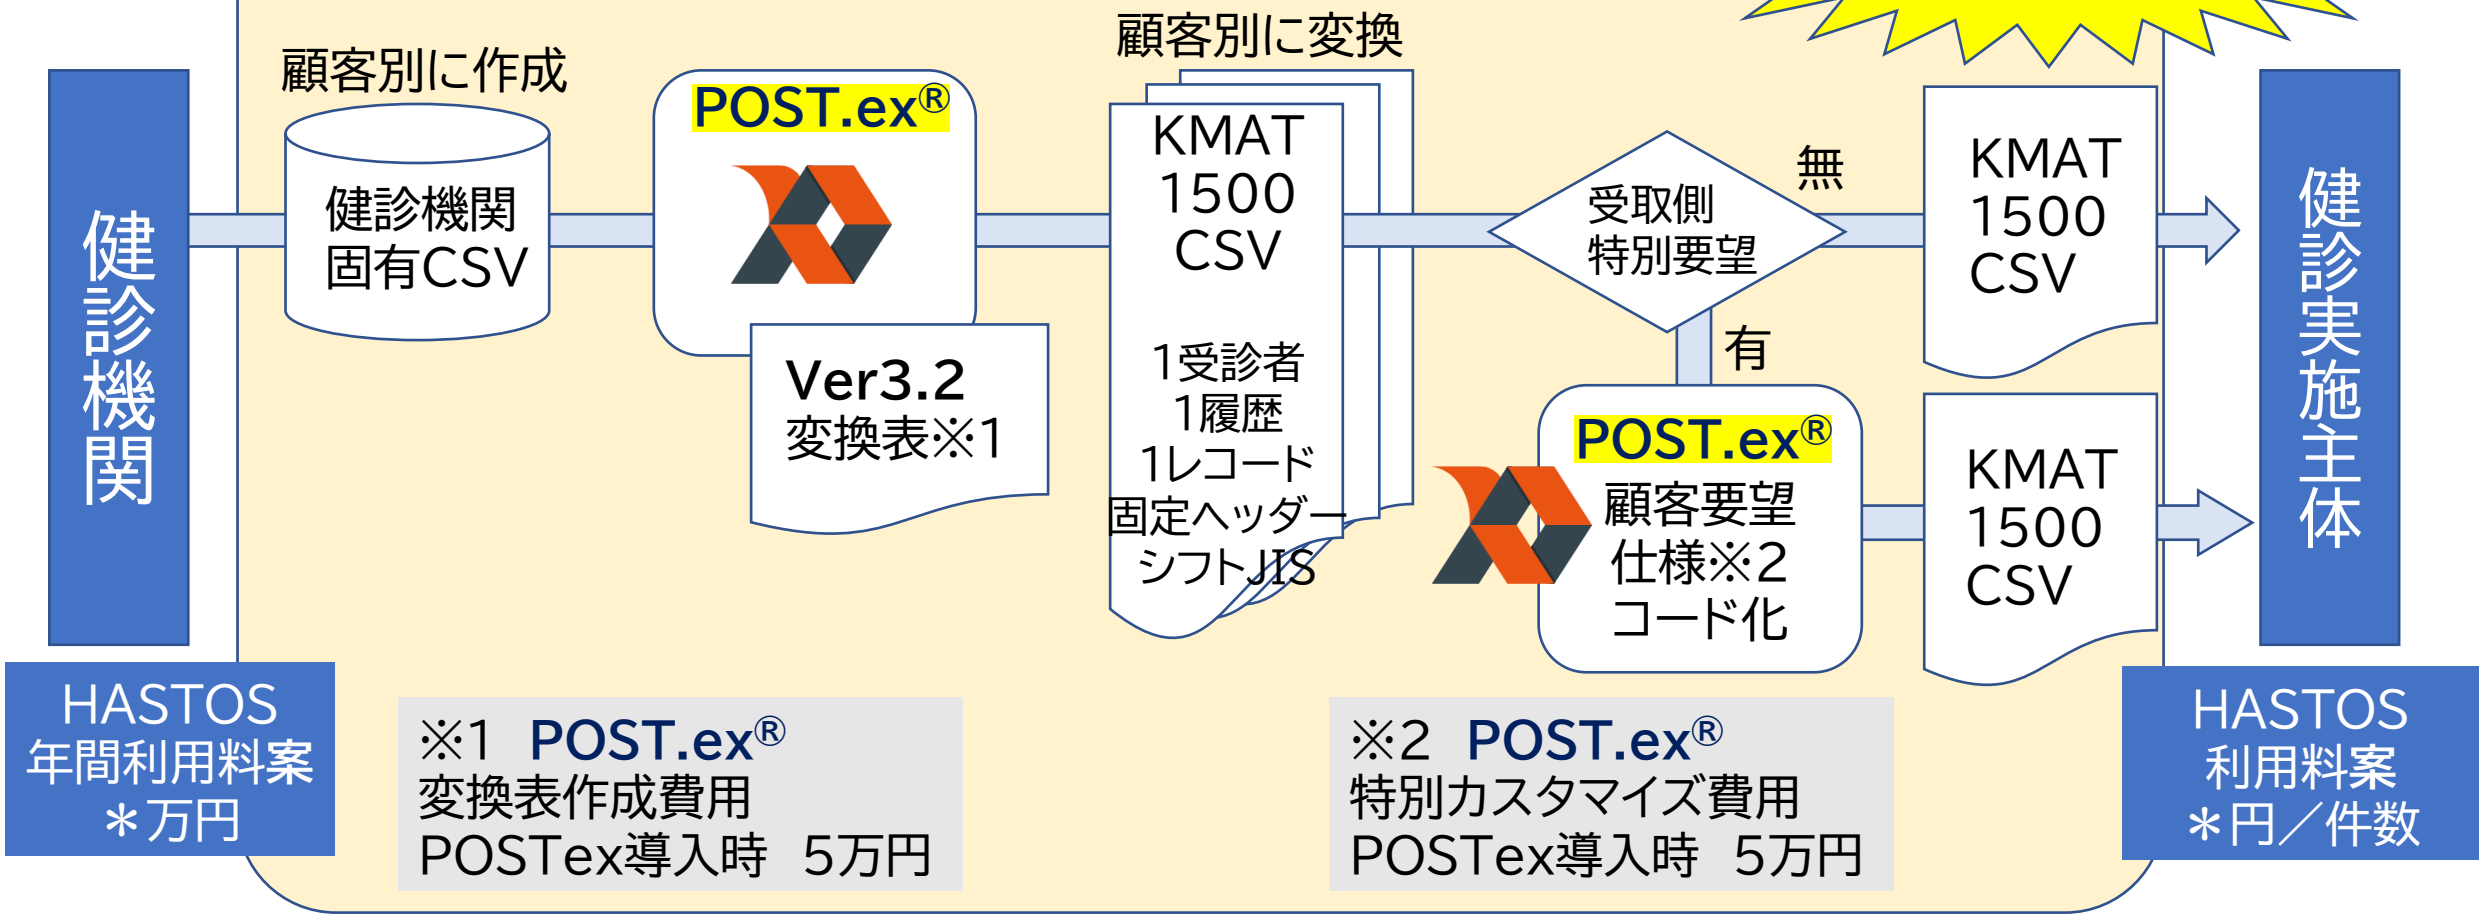 顧客別に作成
顧客別に変換
健診機関
健診機関
固有CSV
POST.ex®
Ver3.2
変換表※1
KMAT
1500
CSV
1受診者
1履歴
1レコード
固定ヘッダー
シフトJIS
受取側
特別要望
無
有
KMAT
1500
CSV
POST.ex®
顧客要望
仕様※2
コード化
KMAT
1500
CSV
健診実施主体
HASTOS
年間利用料案
＊万円
※1 POST.ex®
変換表作成費用
POSTex導入時　5万円
※2 POST.ex®
特別カスタマイズ費用
POSTex導入時　5万円
HASTOS
利用料案
＊円／件数